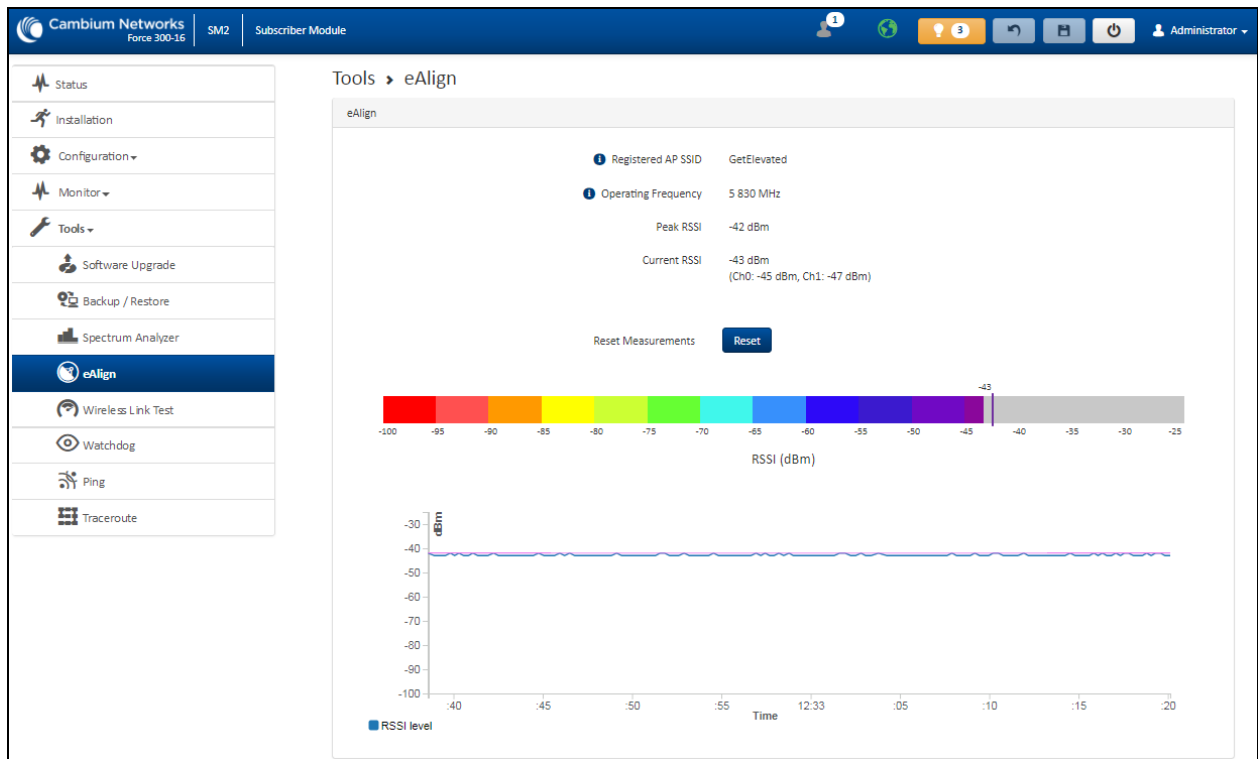 Cambium Networks
Force 300-16
SM2
Subscriber Module
1
3
Administrator
Status
Installation
Configuration
Monitor
Tools
Software Upgrade
Backup / Restore
Spectrum Analyzer
eAlign
Wireless Link Test
Watchdog
Ping
Traceroute
Tools > eAlign
eAlign
Registered AP SSID GetElevated
Operating Frequency 5 830 MHz
Peak RSSI -42 dBm
Current RSSI -43 dBm
(Ch0: -45 dBm, Ch1: -47 dBm)
Reset Measurements Reset
-43
-100 -95 -90 -85 -80 -75 -70 -65 -60 -55 -50 -45 -40 -35 -30 -25
RSSI (dBm)
dBm
-30
-40
-50
-60
-70
-80
-90
-100
:40 :45 :50 :55 12:33 :05 :10 :15 :20
Time
RSSI level